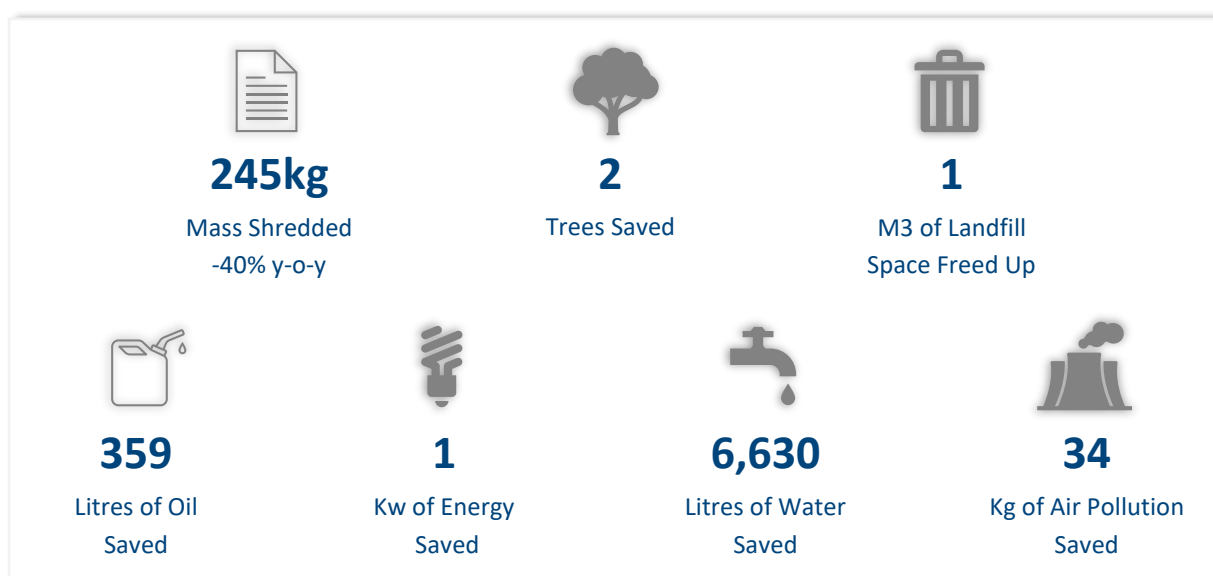 245kg
Mass Shredded
-40% y-o-y
2
Trees Saved
1
M3 of Landfill
Space Freed Up
359
Litres of Oil
Saved
1
Kw of Energy
Saved
6,630
Litres of Water
Saved
34
Kg of Air Pollution
Saved